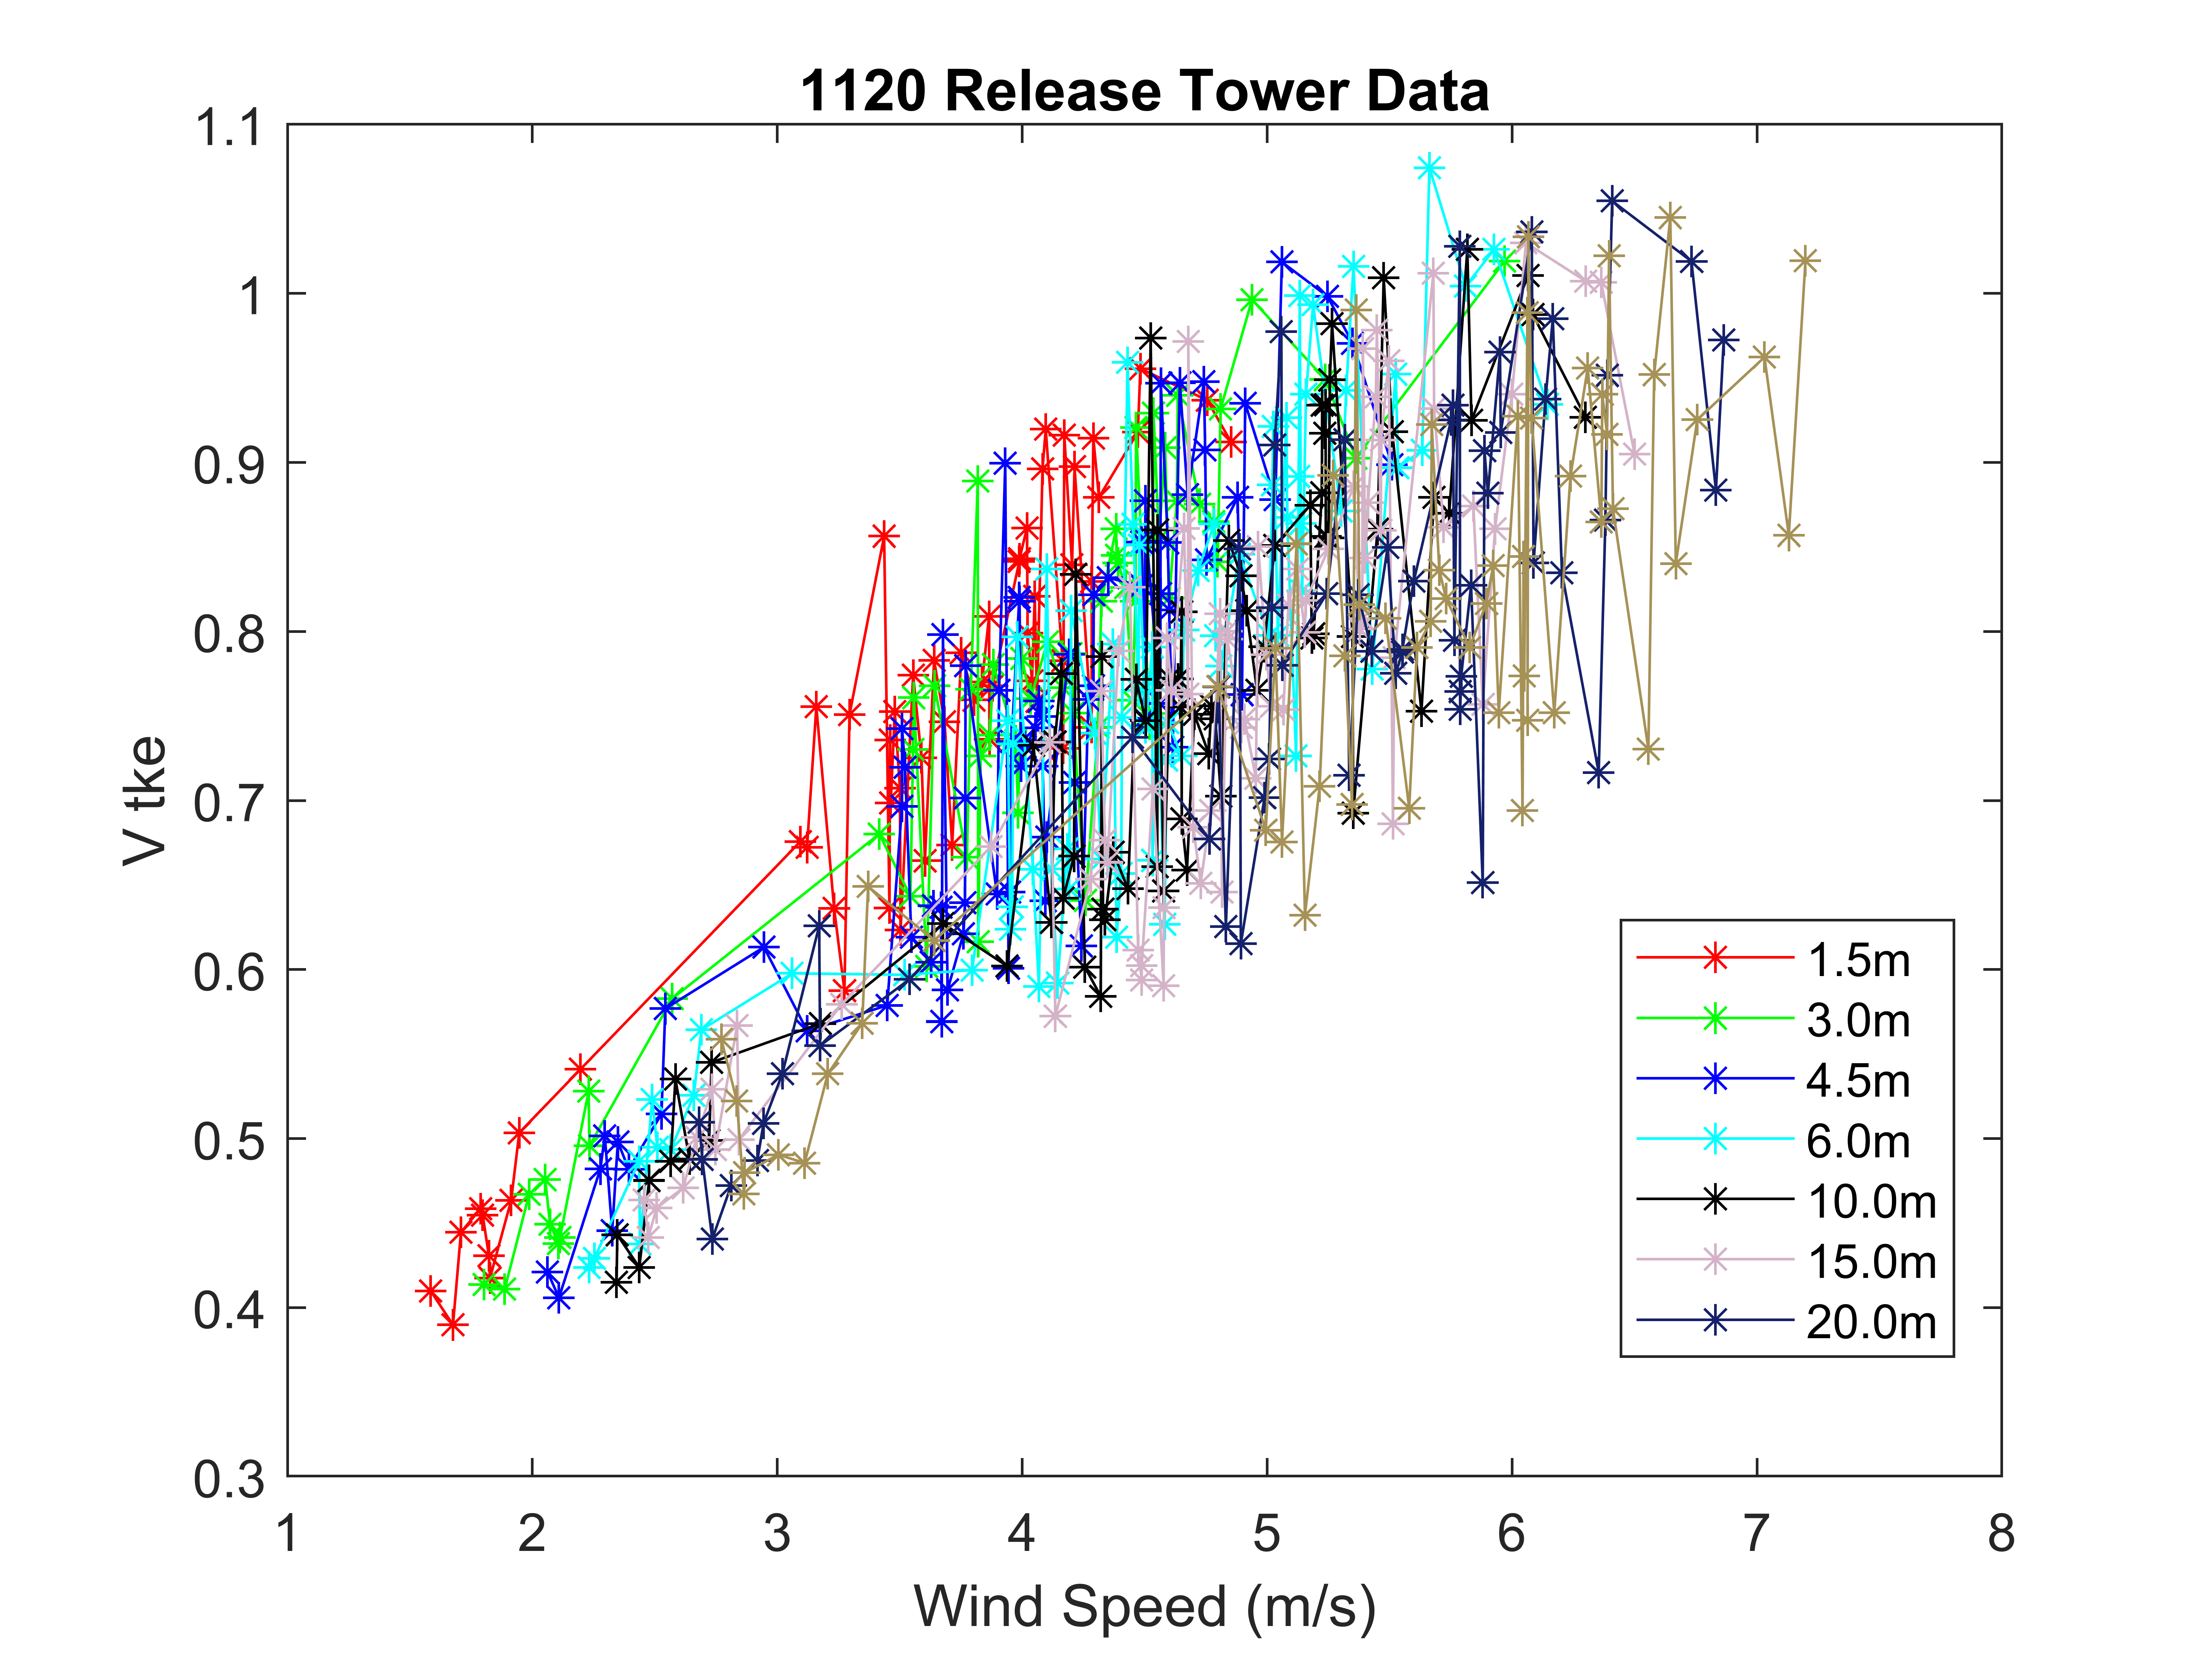 1120 Release Tower Data
1.1
1
0.9
0.8
0.7
0.6
0.5
0.4
0.3
V tke
1.5m
3.0m
4.5m
6.0m
10.0m
15.0m
20.0m
1 2 3 4 5 6 7 8
Wind Speed (m/s)